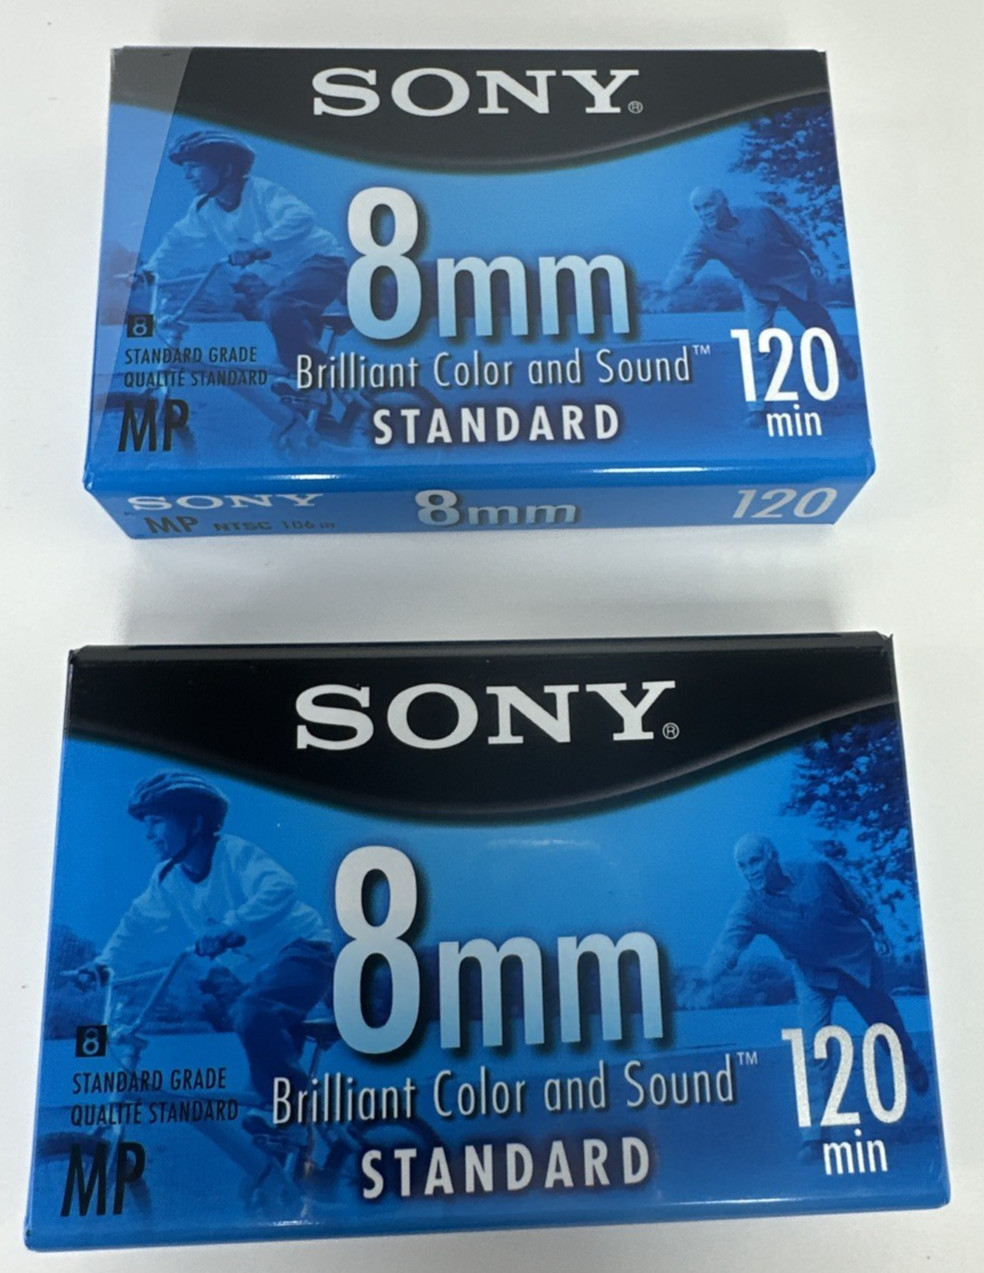 SONY®
8mm
8
STANDARD GRADE
QUALITÉ STANDARD
MP
Brilliant Color and Sound™
STANDARD
120
min
SONY
MP NTSC 106 m
8mm
120
SONY®
8mm
8
STANDARD GRADE
QUALITÉ STANDARD
MP
Brilliant Color and Sound™
STANDARD
120
min